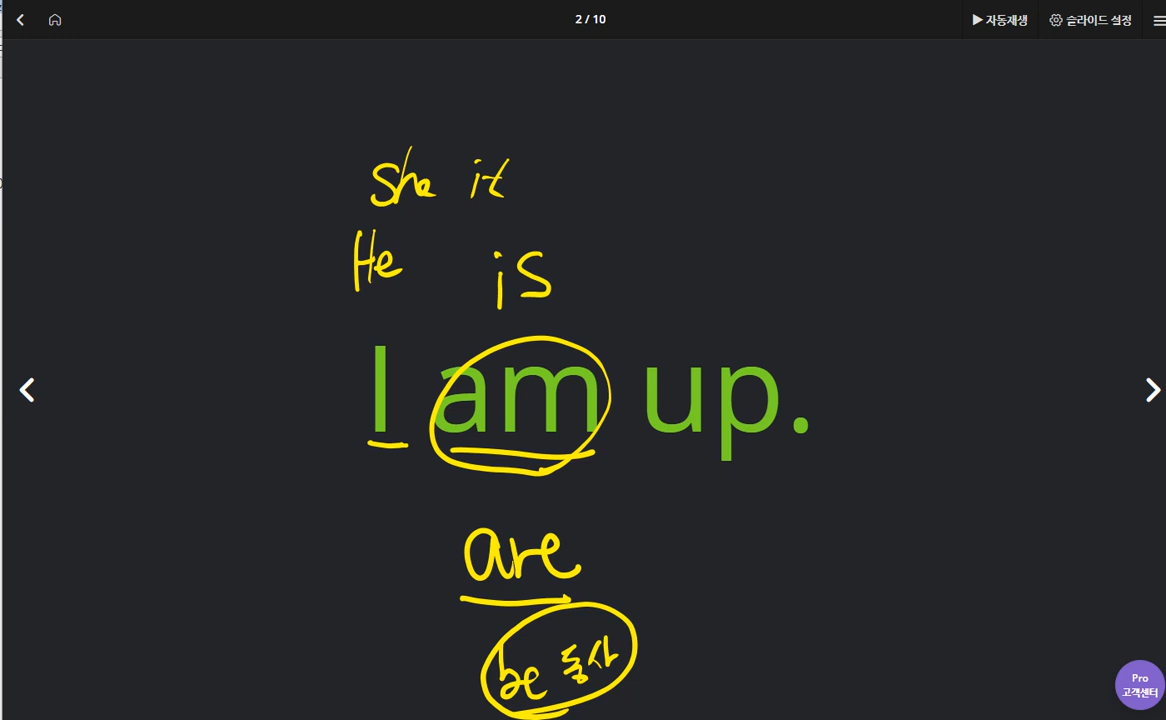 2 / 10
▶ 자동재생
슬라이드 설정
She it
He is
I am up.
are
be 동사
Pro
고객센터